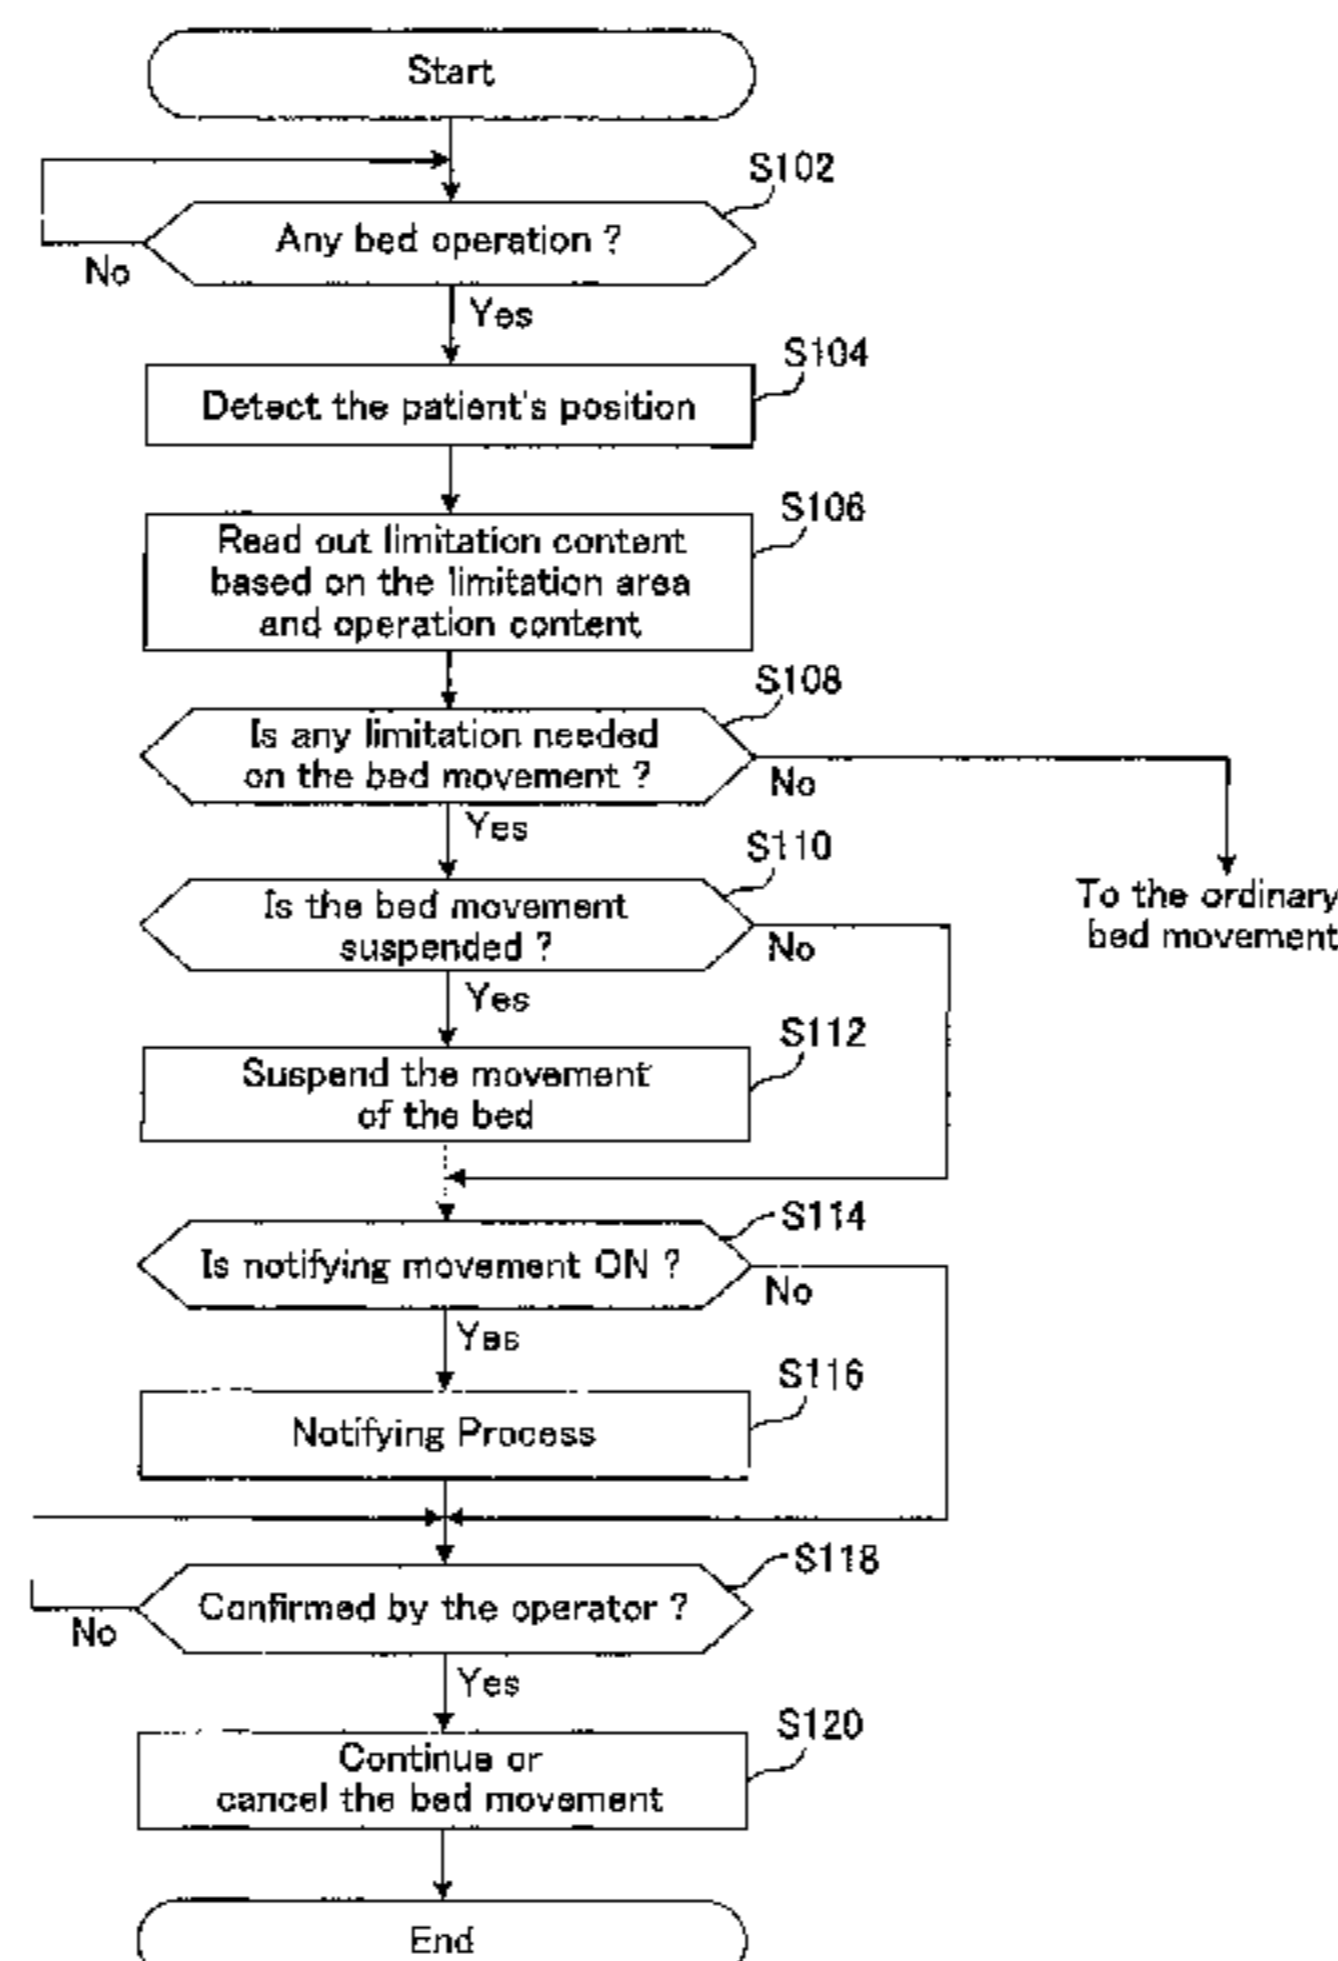 Start
S102
Any bed operation ?
No
Yes
S104
Detect the patient's position
S106
Read out limitation content
based on the limitation area
and operation content
S108
Is any limitation needed
on the bed movement ?
No
Yes
S110
To the ordinary
bed movement
Is the bed movement
suspended ?
No
Yes
S112
Suspend the movement
of the bed
S114
Is notifying movement ON ?
No
Yes
S116
Notifying Process
S118
Confirmed by the operator ?
No
Yes
S120
Continue or
cancel the bed movement
End